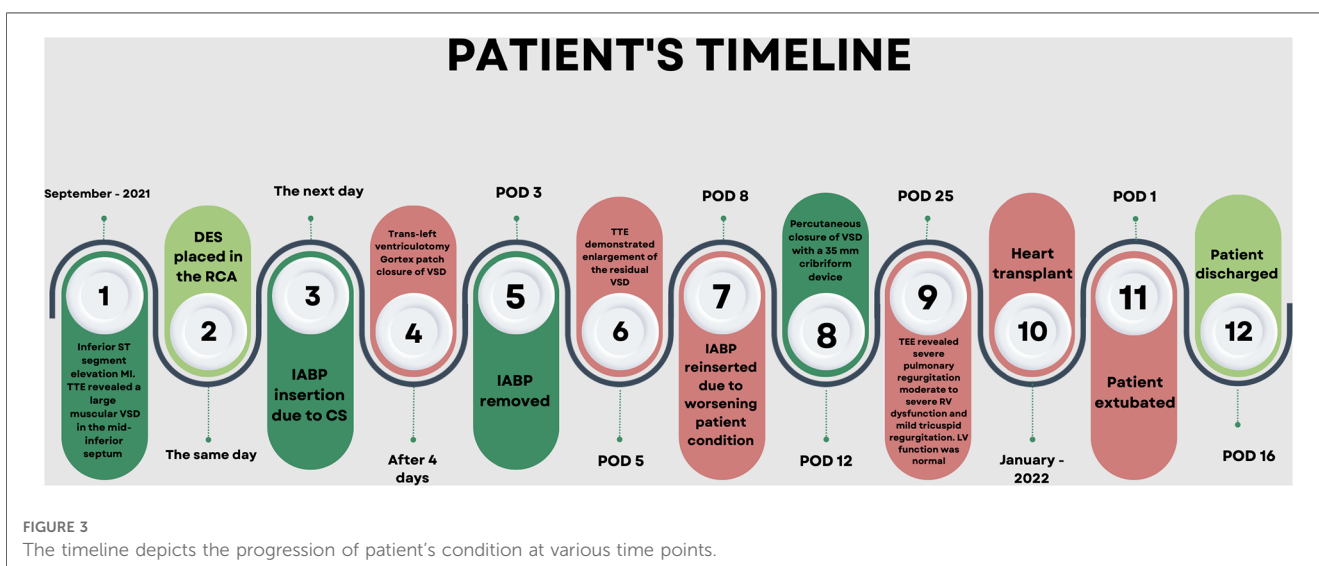 PATIENT'S TIMELINE
September - 2021
1
Inferior ST
segment
elevation MI.
TTE revealed a
large
muscular VSD
in the mid-
inferior
septum
DES
placed in
the RCA
2
The same day
The next day
3
IABP
insertion
due to CS
Trans-left
ventriculotomy
Gortex patch
closure of VSD
4
After 4
days
POD 3
5
IABP
removed
TTE
demonstrated
enlargement of
the residual
VSD
6
POD 5
POD 8
7
IABP
reinserted
due to
worsening
patient
condition
Percutaneous
closure of VSD
with a 35 mm
cribriform
device
8
POD 12
POD 25
9
TEE revealed
severe
pulmonary
regurgitation
moderate to
severe RV
dysfunction and
mild tricuspid
regurgitation. LV
function was
normal
Heart
transplant
10
January -
2022
POD 1
11
Patient
extubated
Patient
discharged
12
POD 16
FIGURE 3
The timeline depicts the progression of patient's condition at various time points.